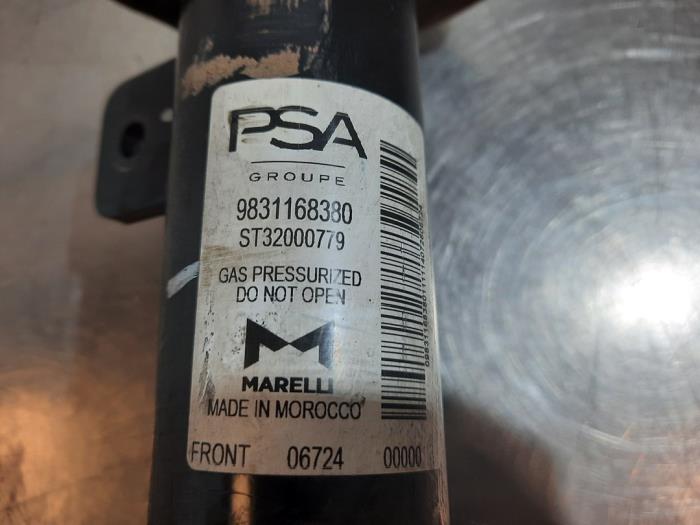 PSA
GROUPE
9831168380
ST32000779
GAS PRESSURIZED
DO NOT OPEN
MARELLI
MADE IN MOROCCO
FRONT 06724 00000